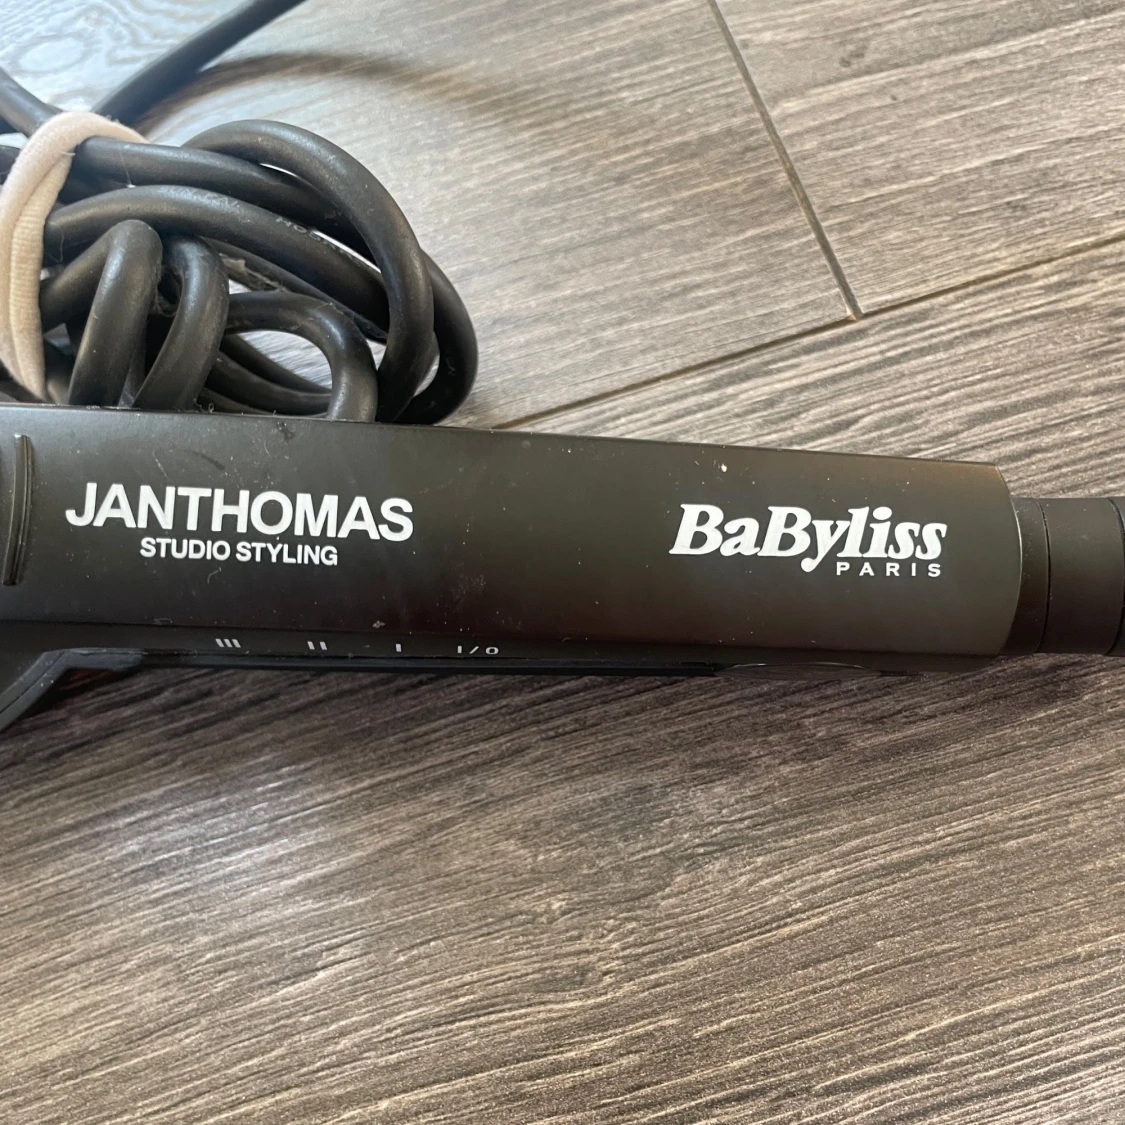 JANTHOMAS
STUDIO STYLING
BaByliss
PARIS
III II I I/O